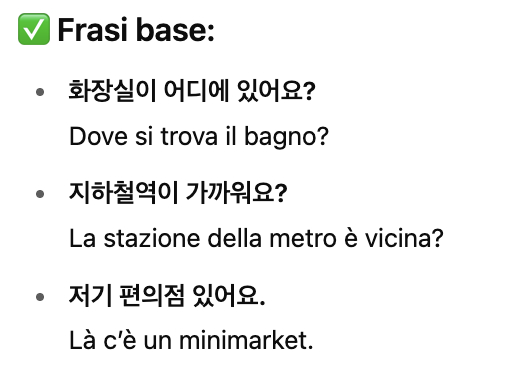 ✅ Frasi base:
• 화장실이 어디에 있어요?
Dove si trova il bagno?
• 지하철역이 가까워요?
La stazione della metro è vicina?
• 저기 편의점 있어요.
Là c’è un minimarket.